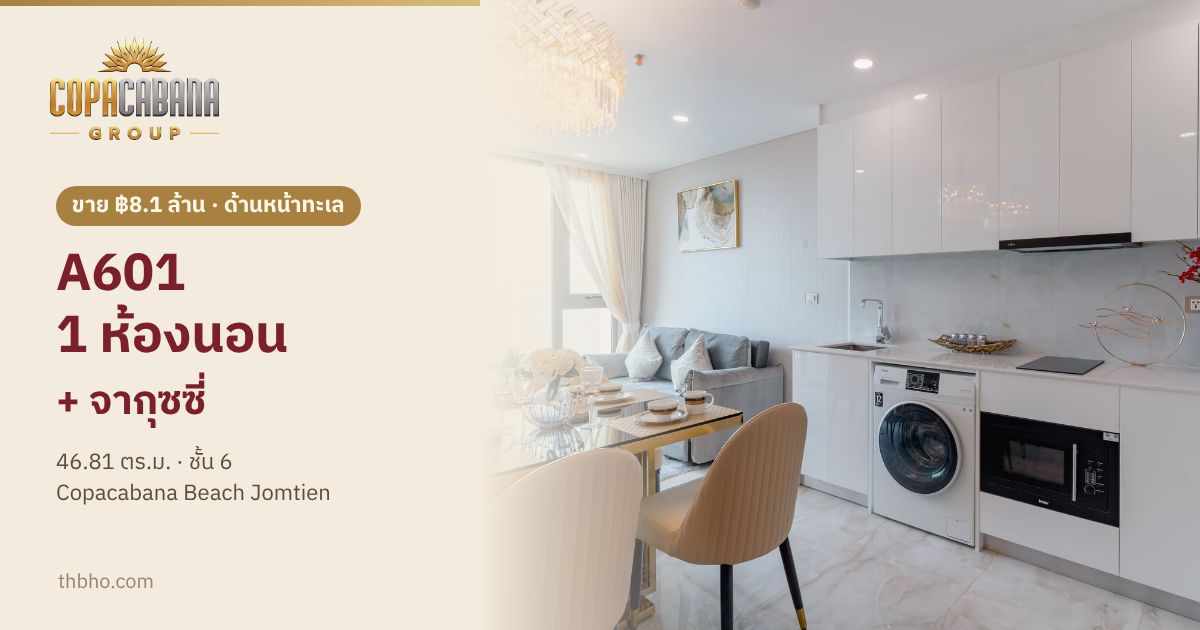 COPACABANA
GROUP
ขาย ฿8.1 ล้าน · ด้านหน้าทะเล
A601
1 ห้องนอน
+ จากุซซี่
46.81 ตร.ม. · ชั้น 6
Copacabana Beach Jomtien
thbho.com
Haier